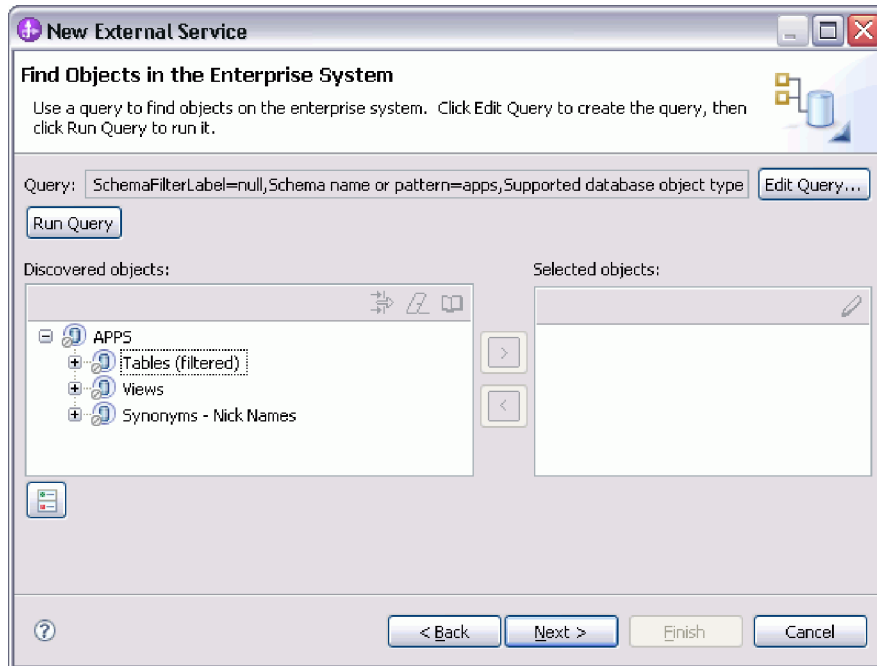 New External Service
Find Objects in the Enterprise System
Use a query to find objects on the enterprise system. Click Edit Query to create the query, then
click Run Query to run it.
Query: SchemaFilterLabel=null,Schema name or pattern=apps,Supported database object type Edit Query...
Run Query
Discovered objects: Selected objects:
APPS
Tables (filtered)
Views
Synonyms - Nick Names
< Back Next > Finish Cancel